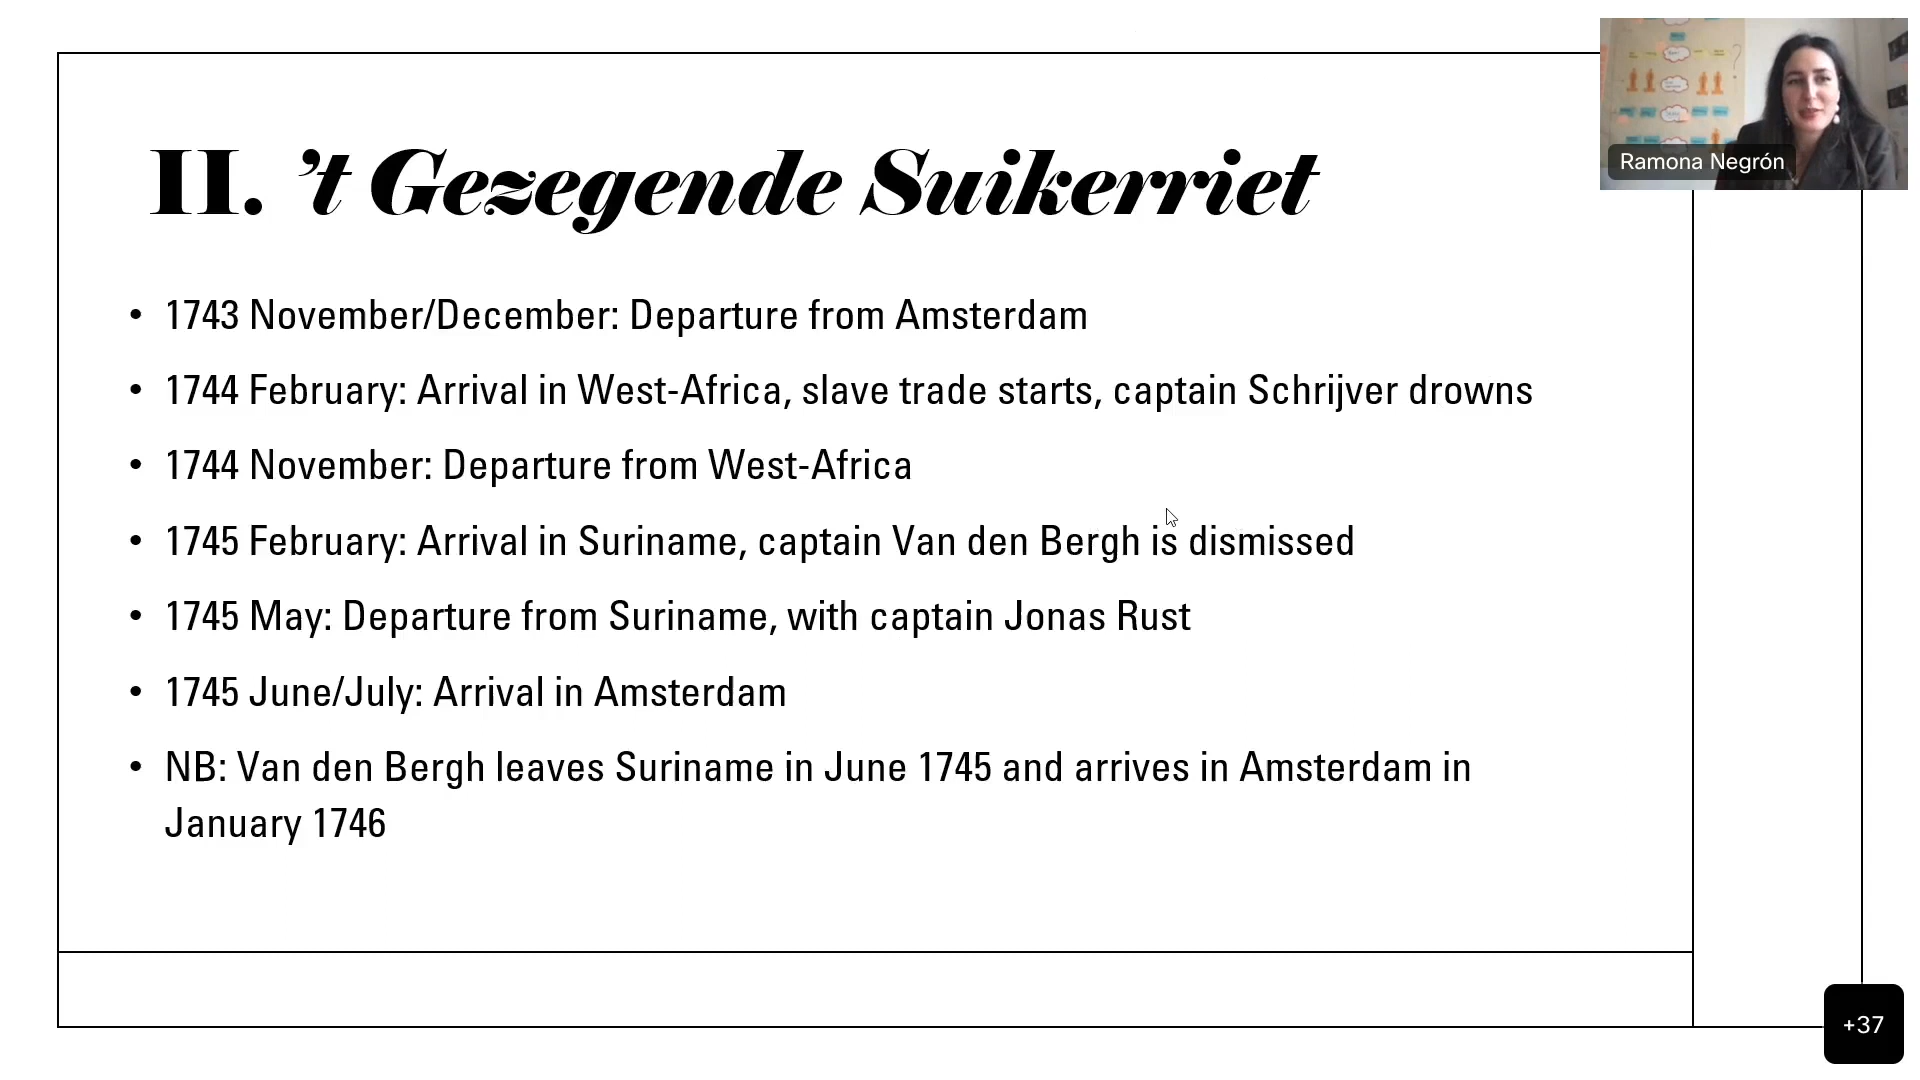 II. ’t Gezegende Suikerriet
• 1743 November/December: Departure from Amsterdam
• 1744 February: Arrival in West-Africa, slave trade starts, captain Schrijver drowns
• 1744 November: Departure from West-Africa
• 1745 February: Arrival in Suriname, captain Van den Bergh is dismissed
• 1745 May: Departure from Suriname, with captain Jonas Rust
• 1745 June/July: Arrival in Amsterdam
• NB: Van den Bergh leaves Suriname in June 1745 and arrives in Amsterdam in
January 1746
Ramona Negrón
+37